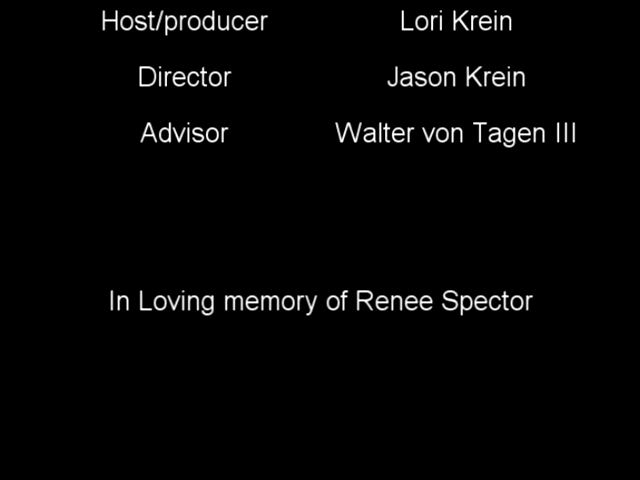 Host/producer Lori Krein
Director Jason Krein
Advisor Walter von Tagen III
In Loving memory of Renee Spector